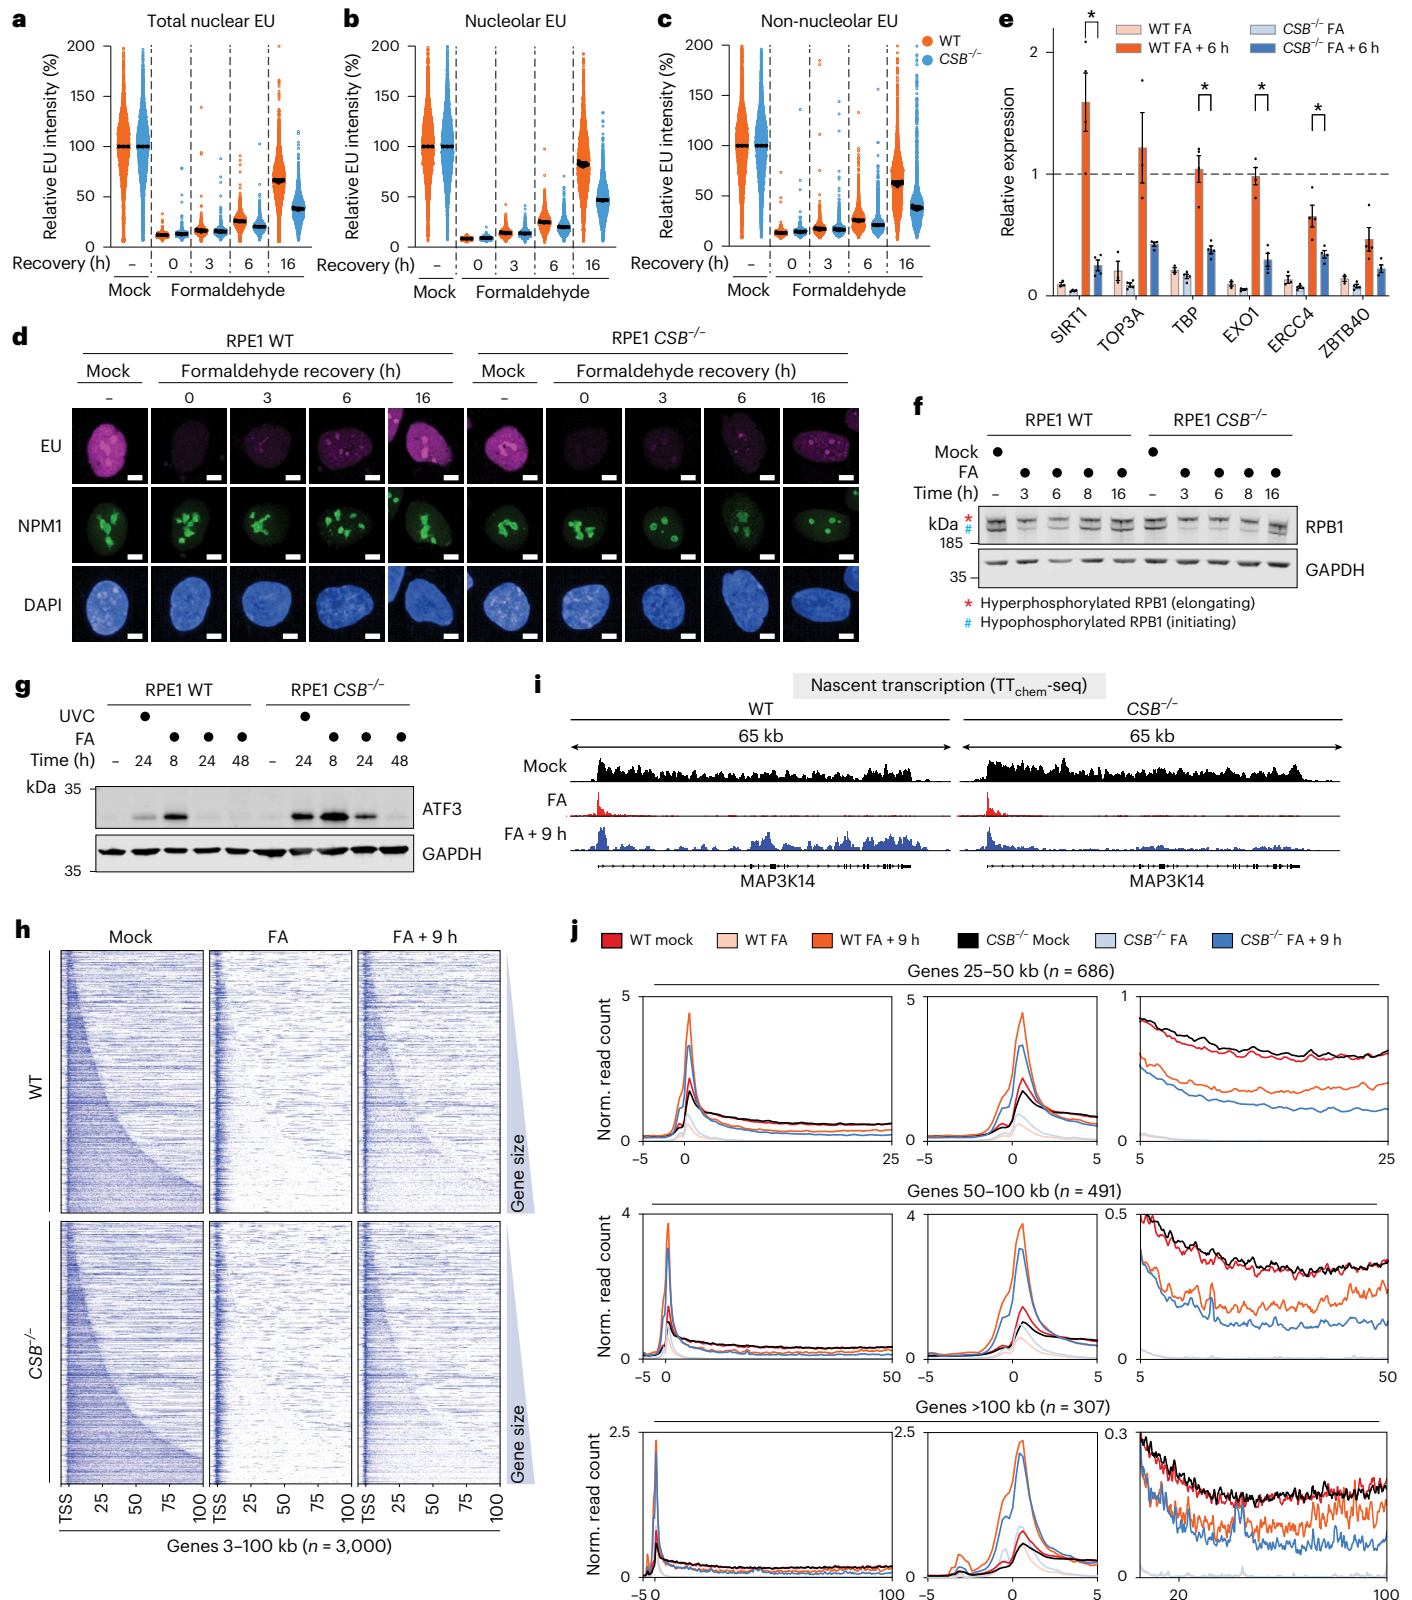 a
Total nuclear EU
Relative EU intensity (%)
200
150
100
50
0
Recovery (h)
– 0 3 6 16
Mock Formaldehyde
b
Nucleolar EU
Relative EU intensity (%)
200
150
100
50
0
Recovery (h)
– 0 3 6 16
Mock Formaldehyde
c
Non-nucleolar EU
WT
CSB–/–
Relative EU intensity (%)
200
150
100
50
0
Recovery (h)
– 0 3 6 16
Mock Formaldehyde
e
WT FA
WT FA + 6 h
CSB–/– FA
CSB–/– FA + 6 h
Relative expression
2
1
0
* * * *
SIRT1 TOP3A TBP EXO1 ERCC4 ZBTB40
d
RPE1 WT RPE1 CSB–/–
Mock Formaldehyde recovery (h) Mock Formaldehyde recovery (h)
– 0 3 6 16 – 0 3 6 16
EU
NPM1
DAPI
f
RPE1 WT RPE1 CSB–/–
Mock
FA
Time (h) – 3 6 8 16 – 3 6 8 16
kDa * #
185
RPB1
35
GAPDH
* Hyperphosphorylated RPB1 (elongating)
# Hypophosphorylated RPB1 (initiating)
g
RPE1 WT RPE1 CSB–/–
UVC
FA
Time (h) – 24 8 24 48 – 24 8 24 48
kDa 35
ATF3
GAPDH
35
i
Nascent transcription (TTchem-seq)
WT CSB–/–
65 kb 65 kb
Mock
FA
FA + 9 h
MAP3K14 MAP3K14
h
Mock FA FA + 9 h
WT
Gene size
CSB–/–
Gene size
TSS 25 50 75 100 TSS 25 50 75 100 TSS 25 50 75 100
Genes 3–100 kb (n = 3,000)
j
WT mock WT FA WT FA + 9 h CSB–/– Mock CSB–/– FA CSB–/– FA + 9 h
Genes 25–50 kb (n = 686)
Norm. read count
5 0
–5 0 25
5 0
–5 0 5
1 0
5 25
Genes 50–100 kb (n = 491)
Norm. read count
4 0
–5 0 50
4 0
–5 0 5
0.5 0
5 50
Genes >100 kb (n = 307)
Norm. read count
2.5 0
–5 0 100
2.5 0
–5 0 5
0.3 0
20 100